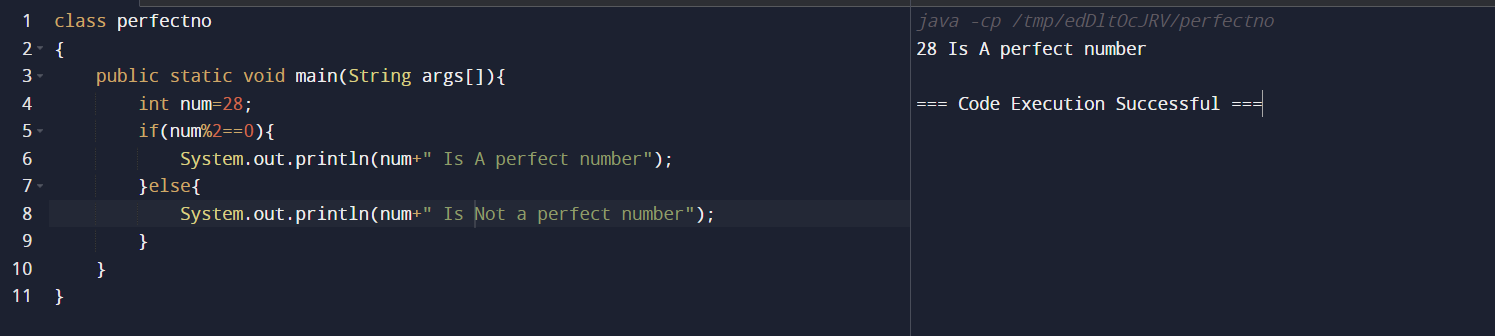 1 class perfectno
2 {
3     public static void main(String args[]){
4         int num=28;
5         if(num%2==0){
6             System.out.println(num+" Is A perfect number");
7         }else{
8             System.out.println(num+" Is Not a perfect number");
9         }
10     }
11 }
java -cp /tmp/edDltOcJRV/perfectno
28 Is A perfect number
=== Code Execution Successful ===